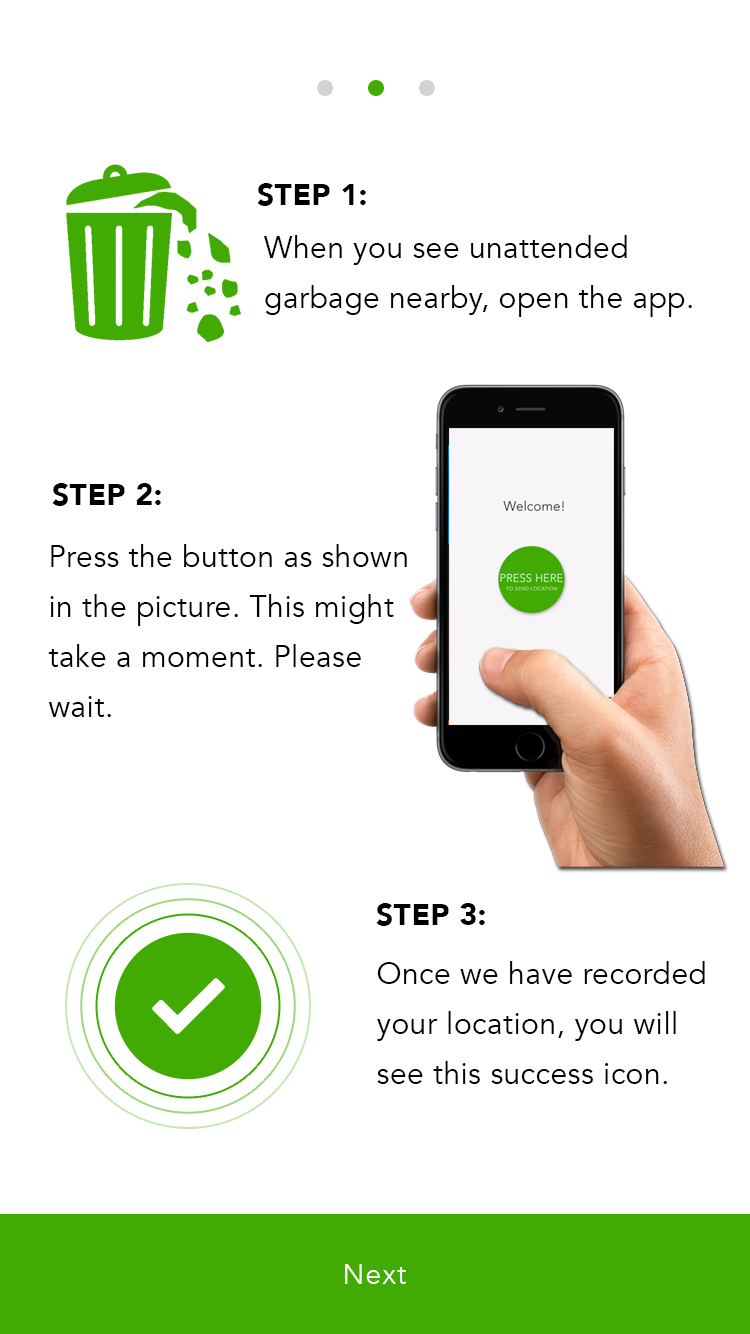 STEP 1:
When you see unattended
garbage nearby, open the app.
STEP 2:
Press the button as shown
in the picture. This might
take a moment. Please
wait.
Welcome!
PRESS HERE
TO SEND LOCATION
STEP 3:
Once we have recorded
your location, you will
see this success icon.
Next